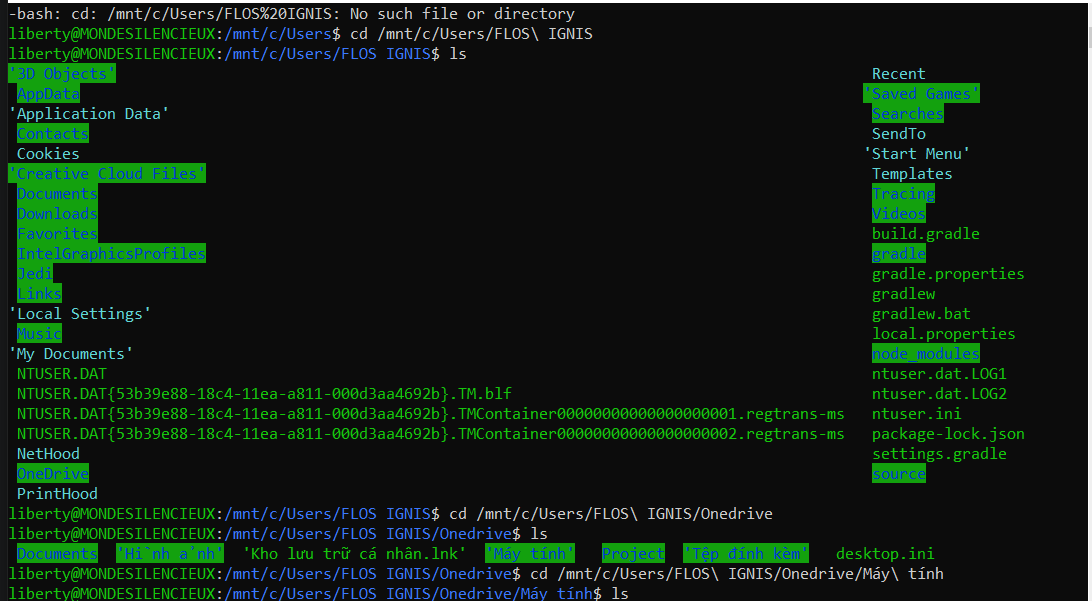 -bash: cd: /mnt/c/Users/FLOS%20IGNIS: No such file or directory
liberty@MONDESILENCIEUX:/mnt/c/Users$ cd /mnt/c/Users/FLOS\ IGNIS
liberty@MONDESILENCIEUX:/mnt/c/Users/FLOS IGNIS$ ls
'3D Objects' Recent
AppData 'Saved Games'
'Application Data' Searches
Contacts SendTo
Cookies 'Start Menu'
'Creative Cloud Files' Templates
Documents Tracing
Downloads Videos
Favorites build.gradle
IntelGraphicsProfiles gradle
Jedi gradle.properties
Links gradlew
'Local Settings' gradlew.bat
Music local.properties
'My Documents' node_modules
NTUSER.DAT ntuser.dat.LOG1
NTUSER.DAT{53b39e88-18c4-11ea-a811-000d3aa4692b}.TM.blf ntuser.dat.LOG2
NTUSER.DAT{53b39e88-18c4-11ea-a811-000d3aa4692b}.TMContainer00000000000000000001.regtrans-ms ntuser.ini
NTUSER.DAT{53b39e88-18c4-11ea-a811-000d3aa4692b}.TMContainer00000000000000000002.regtrans-ms package-lock.json
NetHood settings.gradle
OneDrive source
PrintHood
liberty@MONDESILENCIEUX:/mnt/c/Users/FLOS IGNIS$ cd /mnt/c/Users/FLOS\ IGNIS/Onedrive
liberty@MONDESILENCIEUX:/mnt/c/Users/FLOS IGNIS/Onedrive$ ls
Documents 'Hình ảnh' 'Kho lưu trữ cá nhân.lnk' 'Máy tính' Project 'Tệp đính kèm' desktop.ini
liberty@MONDESILENCIEUX:/mnt/c/Users/FLOS IGNIS/Onedrive$ cd /mnt/c/Users/FLOS\ IGNIS/Onedrive/Máy\ tính
liberty@MONDESILENCIEUX:/mnt/c/Users/FLOS IGNIS/Onedrive/Máy tính$ ls